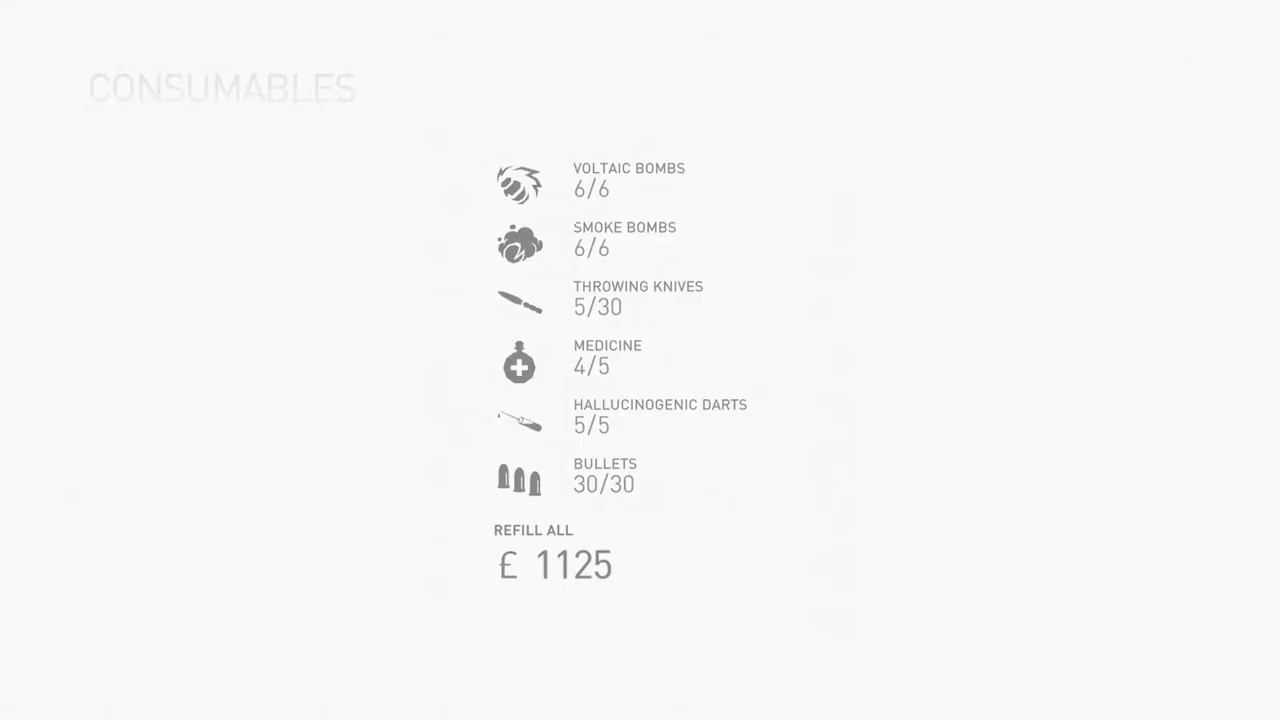 CONSUMABLES
VOLTAIC BOMBS
6/6
SMOKE BOMBS
6/6
THROWING KNIVES
5/30
MEDICINE
4/5
HALLUCINOGENIC DARTS
5/5
BULLETS
30/30
REFILL ALL
£ 1125